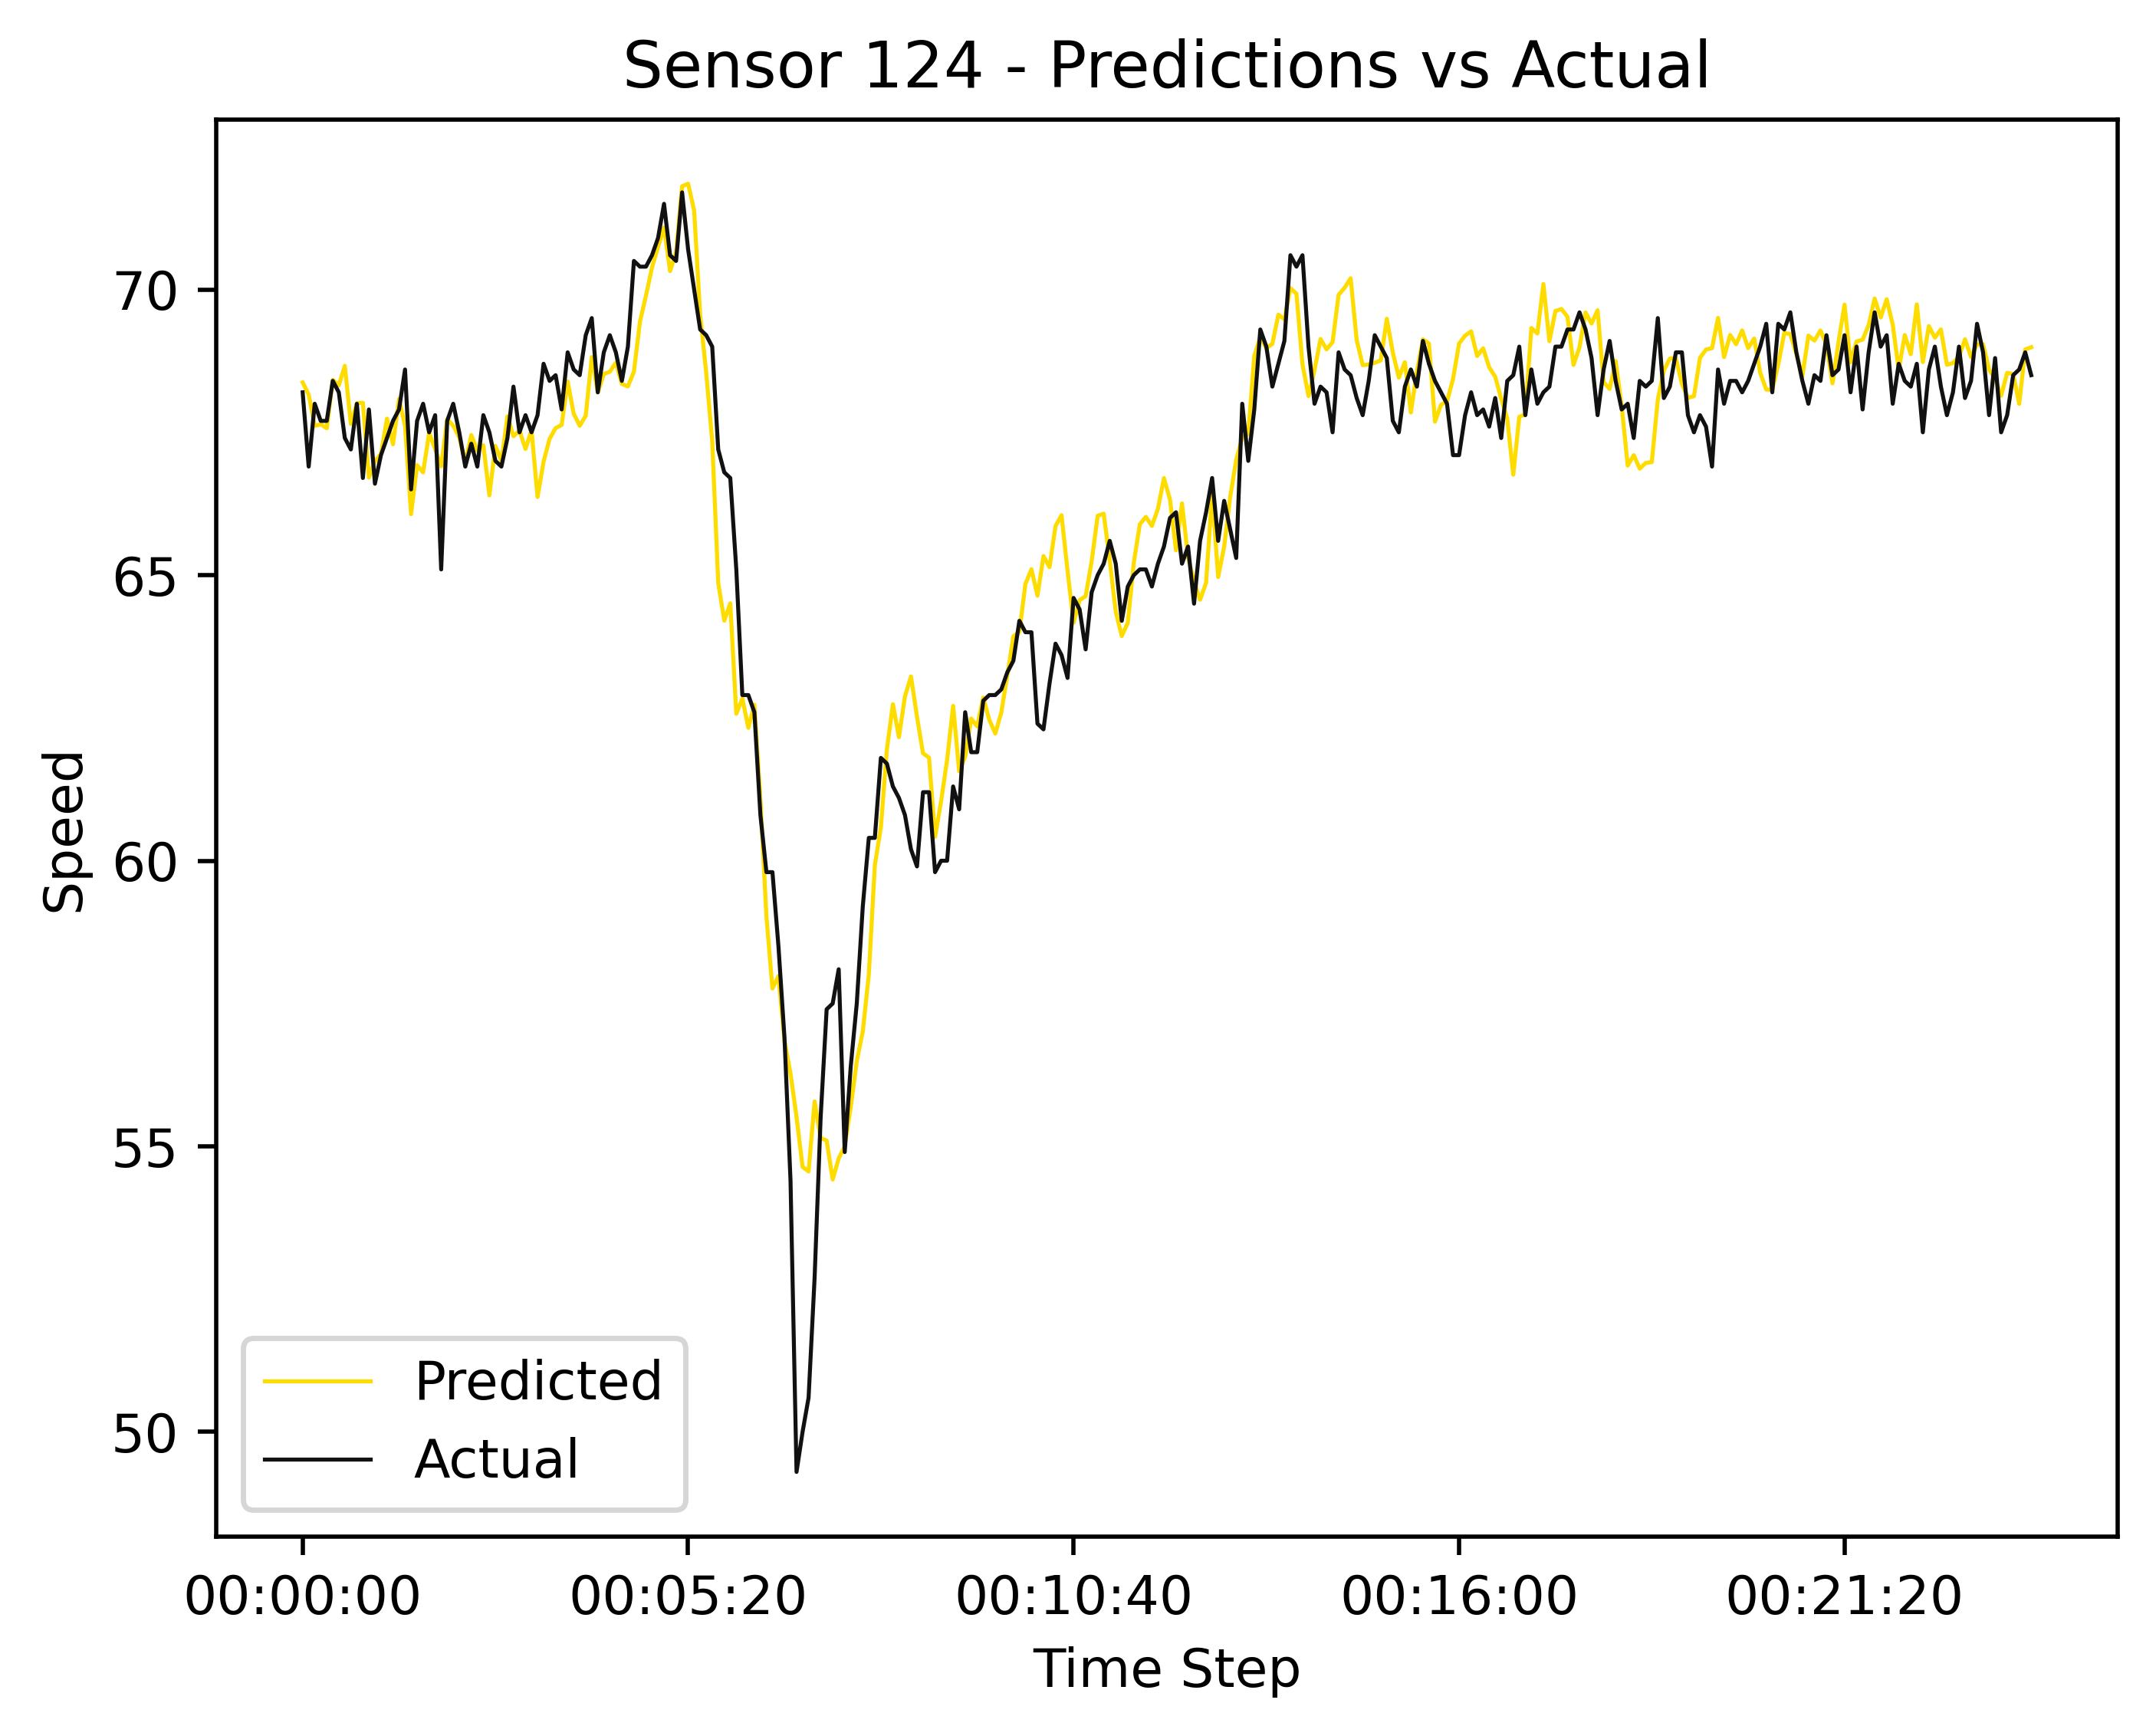 Sensor 124 - Predictions vs Actual
Speed
70
65
60
55
50
Predicted
Actual
00:00:00 00:05:20 00:10:40 00:16:00 00:21:20
Time Step